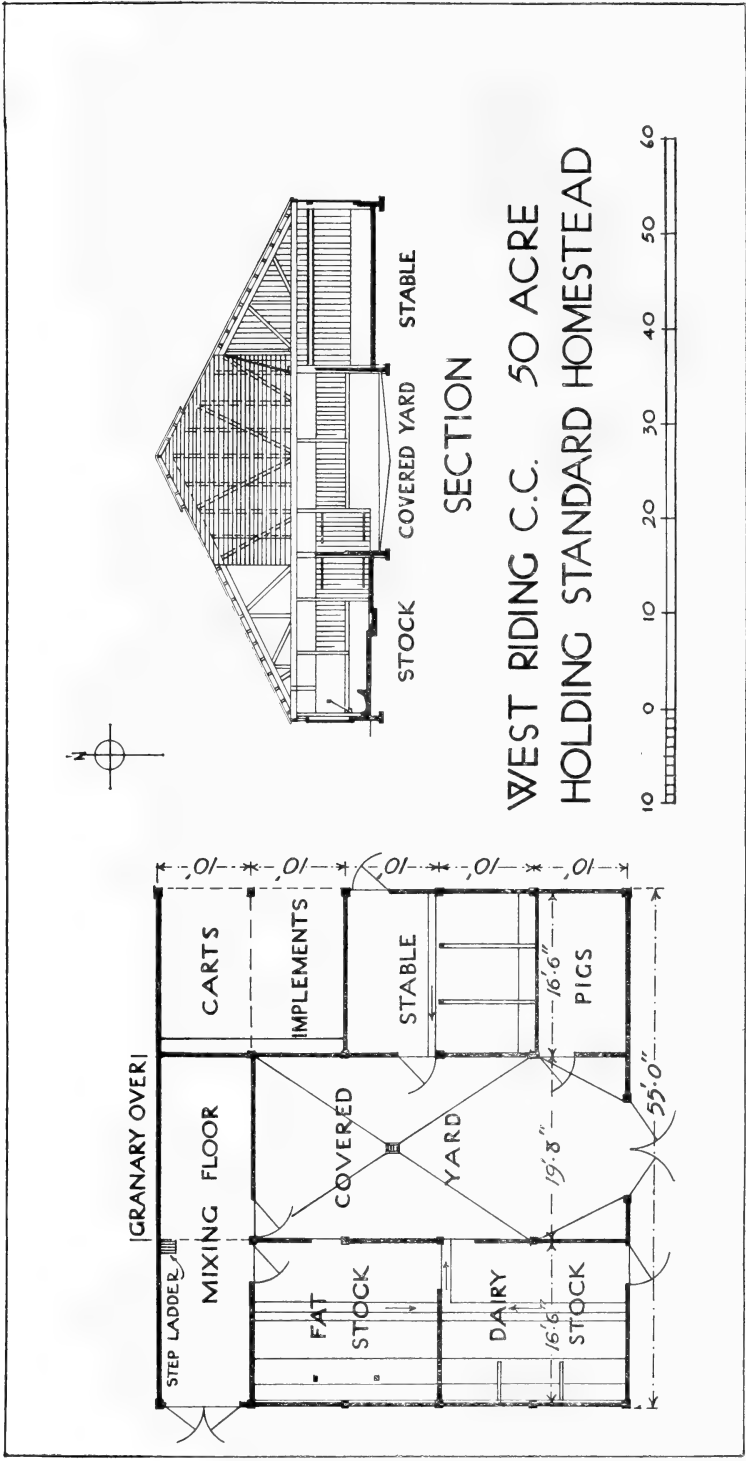 GRANARY OVER
STEP LADDER
MIXING FLOOR
CARTS
IMPLEMENTS
10'
10'
10'
10'
10'
FAT
STOCK
COVERED
YARD
STABLE
DAIRY
STOCK
PIGS
16'·6"
19'·8"
16'·6"
55'·0"
N
STOCK
COVERED YARD
STABLE
SECTION
WEST RIDING C.C. 50 ACRE
HOLDING STANDARD HOMESTEAD
10 0 10 20 30 40 50 60